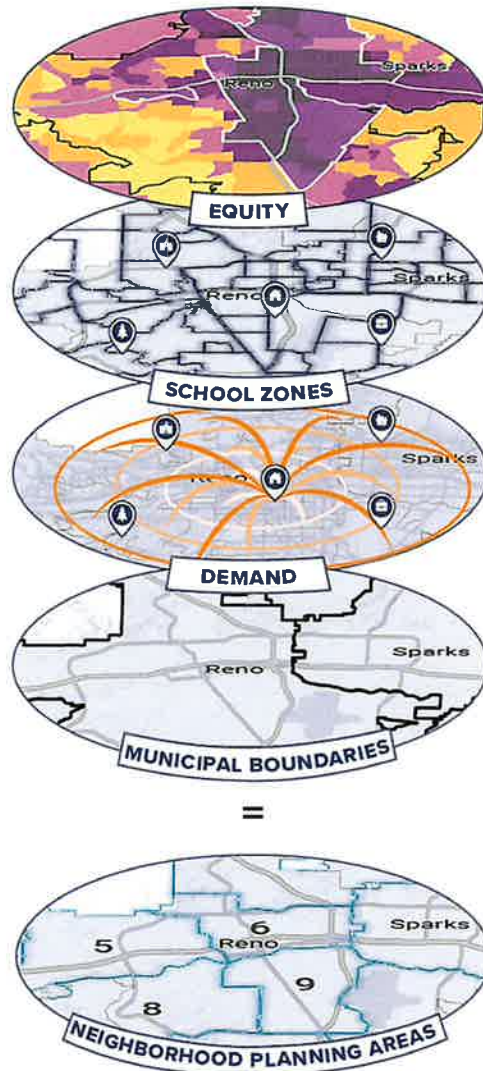 Reno
Sparks
EQUITY
Reno
Sparks
SCHOOL ZONES
Reno
Sparks
DEMAND
Reno
Sparks
MUNICIPAL BOUNDARIES
=
5
6
Reno
Sparks
9
8
NEIGHBORHOOD PLANNING AREAS